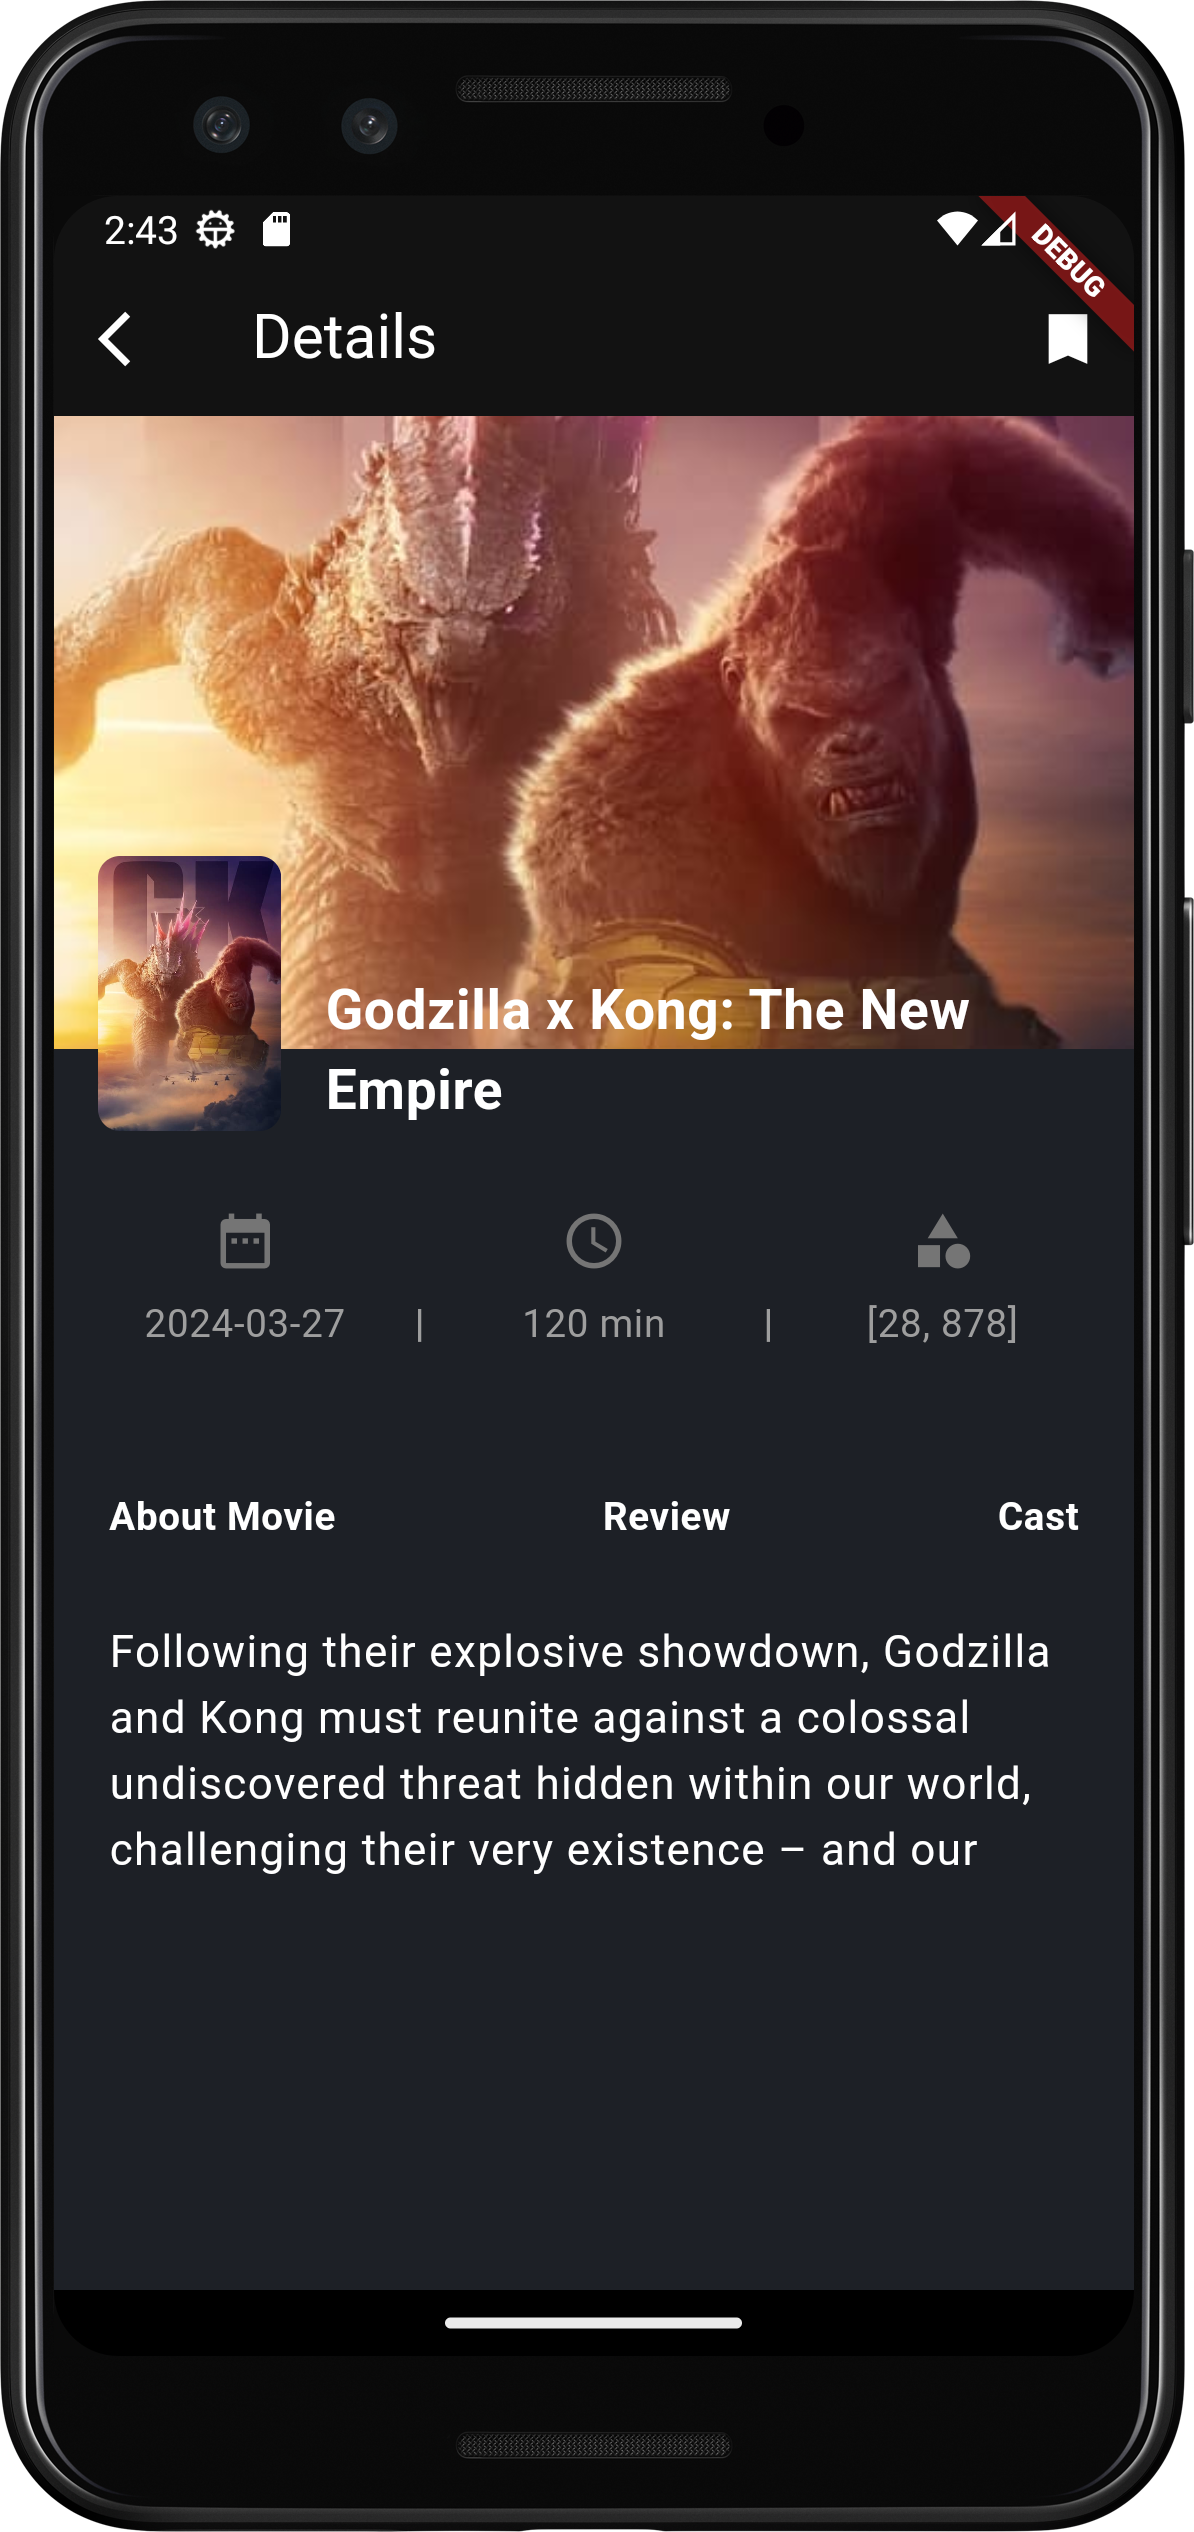 2:43
DEBUG
Details
GK
Godzilla x Kong: The New
Empire
2024-03-27 | 120 min | [28, 878]
About Movie Review Cast
Following their explosive showdown, Godzilla
and Kong must reunite against a colossal
undiscovered threat hidden within our world,
challenging their very existence – and our